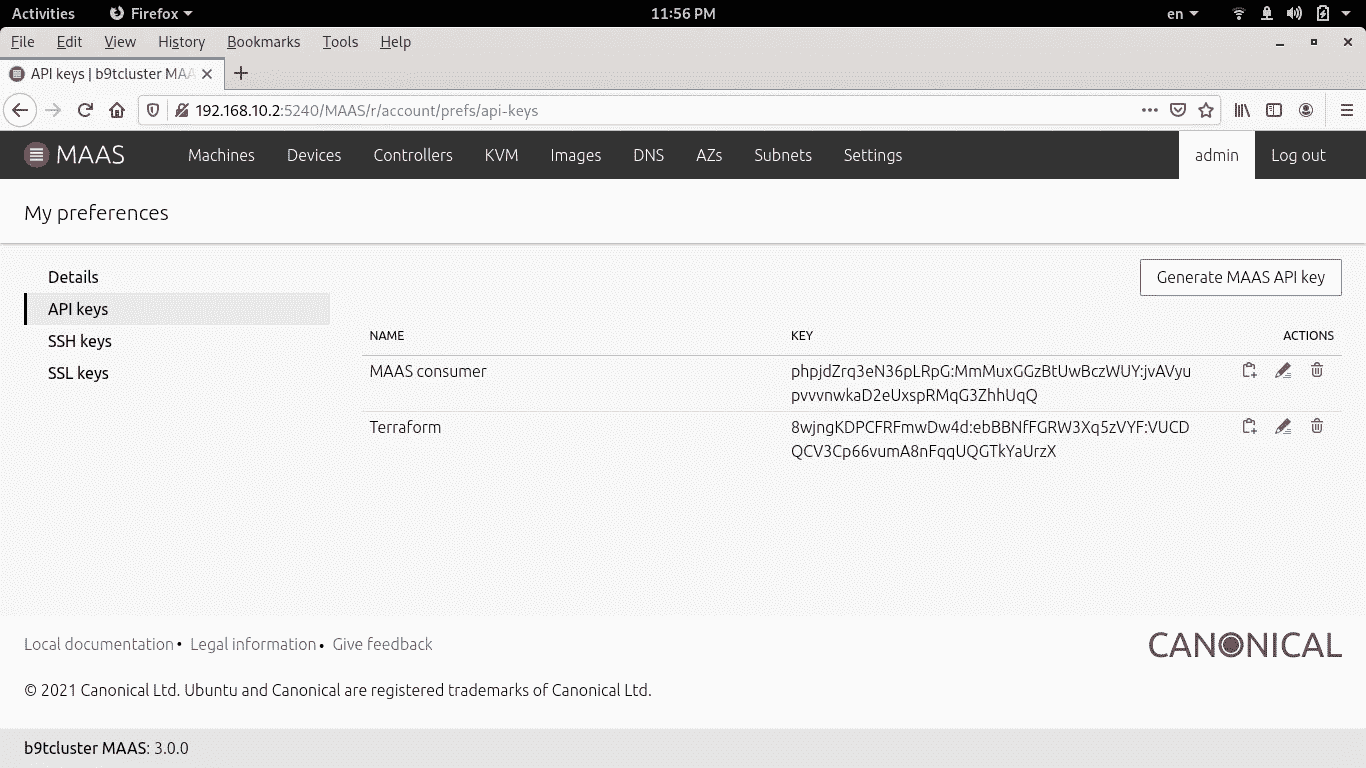 Activities Firefox 11:56 PM en
File Edit View History Bookmarks Tools Help
API keys | b9tcluster MAA
192.168.10.2:5240/MAAS/r/account/prefs/api-keys
MAAS Machines Devices Controllers KVM Images DNS AZs Subnets Settings admin Log out
My preferences
Details
Generate MAAS API key
API keys
SSH keys
SSL keys
NAME KEY ACTIONS
MAAS consumer phpjdZrq3eN36pLRpG:MmMuxGGzBtUwBczWUY:jvAVyu
pvvvnwkaD2eUxspRMqG3ZhhUqQ
Terraform 8wjngKDPCFRFmwDw4d:ebBBNfFGRW3Xq5zVYF:VUCD
QCV3Cp66vumA8nFqqUQGTkYaUrzX
Local documentation • Legal information • Give feedback
CANONICAL
© 2021 Canonical Ltd. Ubuntu and Canonical are registered trademarks of Canonical Ltd.
b9tcluster MAAS: 3.0.0